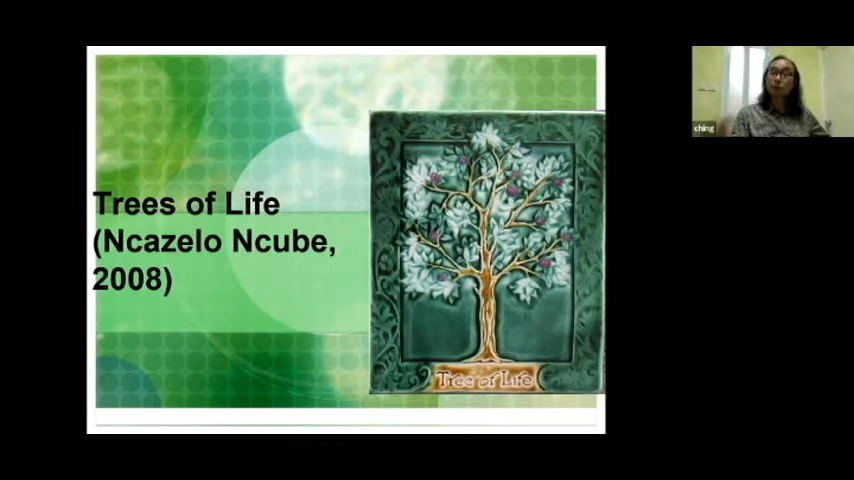 Trees of Life
(Ncazelo Ncube,
2008)
Tree of Life
ching